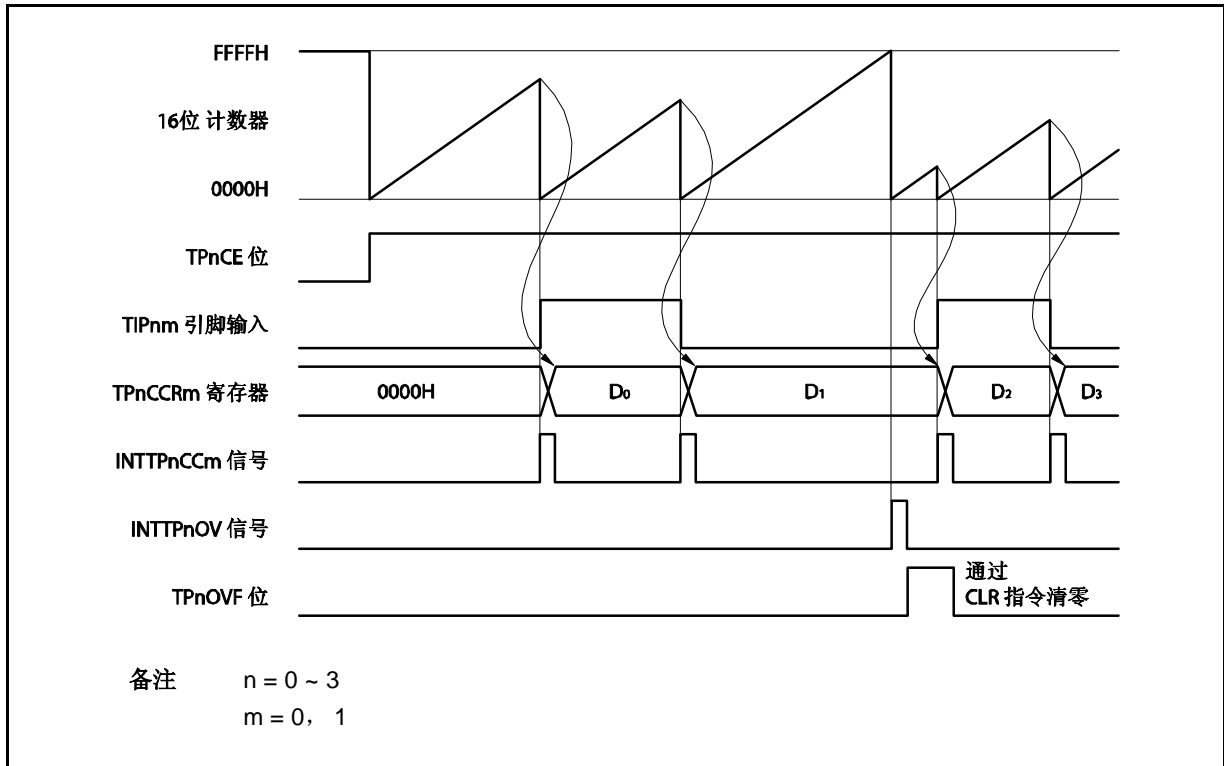 FFFFH
16位 计数器
0000H
TPnCE 位
TIPnm 引脚输入
TPnCCRm 寄存器
0000H
D₀
D₁
D₂
D₃
INTTPnCCm 信号
INTTPnOV 信号
TPnOVF 位
通过
CLR 指令清零
备注 n = 0 ~ 3
m = 0， 1